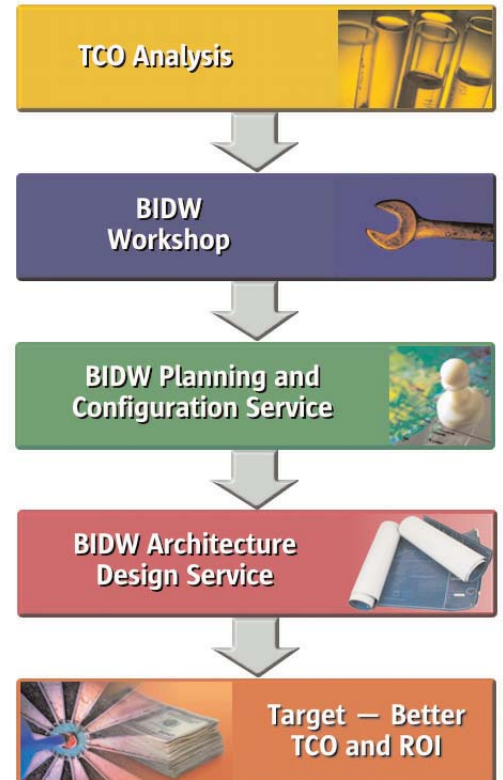 TCO Analysis
BIDW
Workshop
BIDW Planning and
Configuration Service
BIDW Architecture
Design Service
Target — Better
TCO and ROI